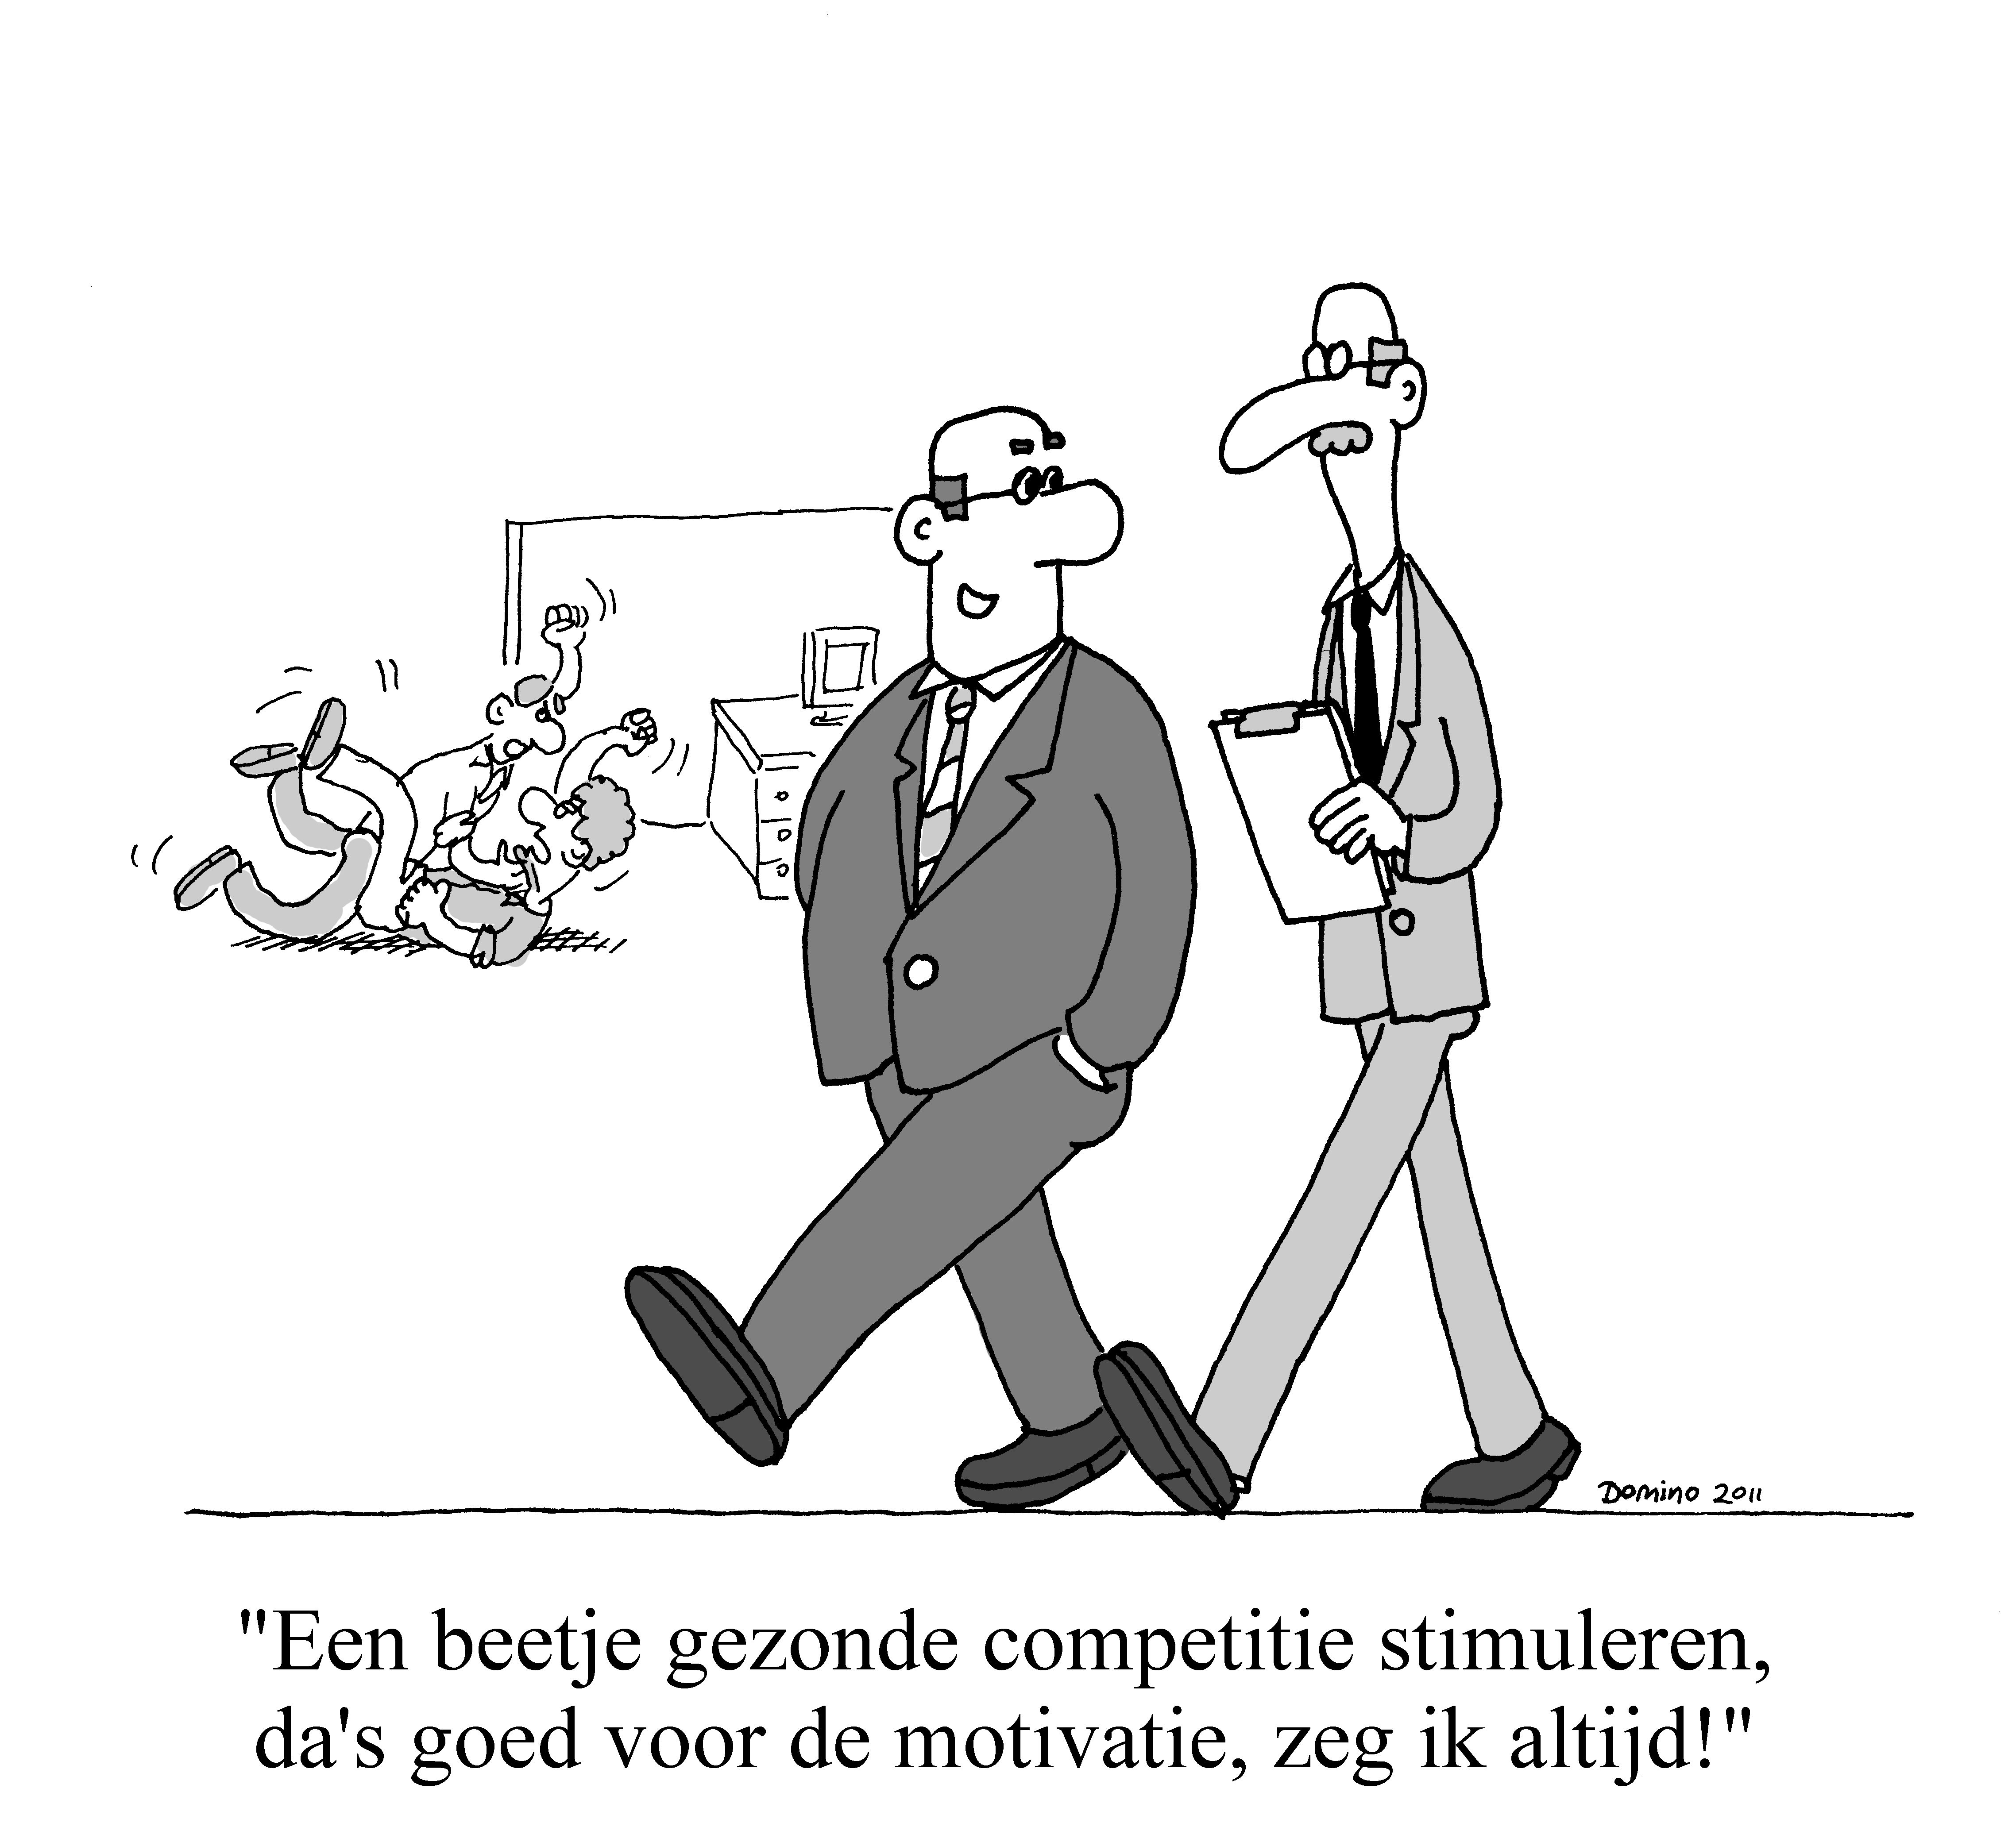 Domino 2011
"Een beetje gezonde competitie stimuleren,
da's goed voor de motivatie, zeg ik altijd!"